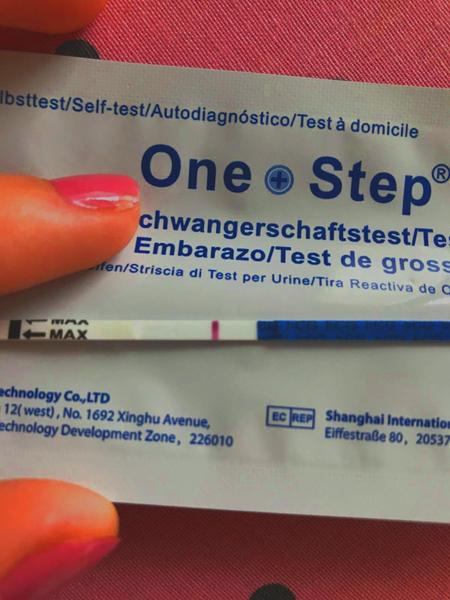 lbsttest/Self-test/Autodiagnóstico/Test à domicile
One Step®
chwangerschaftstest/Te
Embarazo/Test de gross
ifen/Striscia di Test per Urine/Tira Reactiva de O
MAX
MAX
echnology Co.,LTD
12(west), No. 1692 Xinghu Avenue,
echnology Development Zone, 226010
EC REP
Shanghai Internation
Eiffestraße 80, 20537